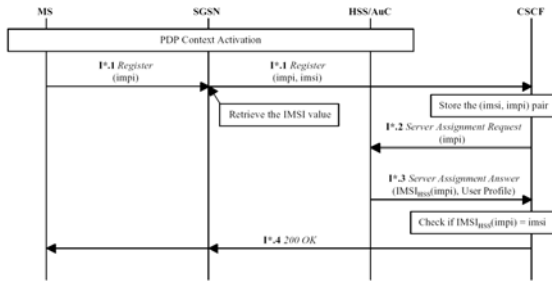 MS SGSN HSS/AuC CSCF
PDP Context Activation
I*.1 Register
(impi)
I*.1 Register
(impi, imsi)
Retrieve the IMSI value
Store the (imsi, impi) pair
I*.2 Server Assignment Request
(impi)
I*.3 Server Assignment Answer
(IMSI_HSS(impi), User Profile)
Check if IMSI_HSS(impi) = imsi
I*.4 200 OK